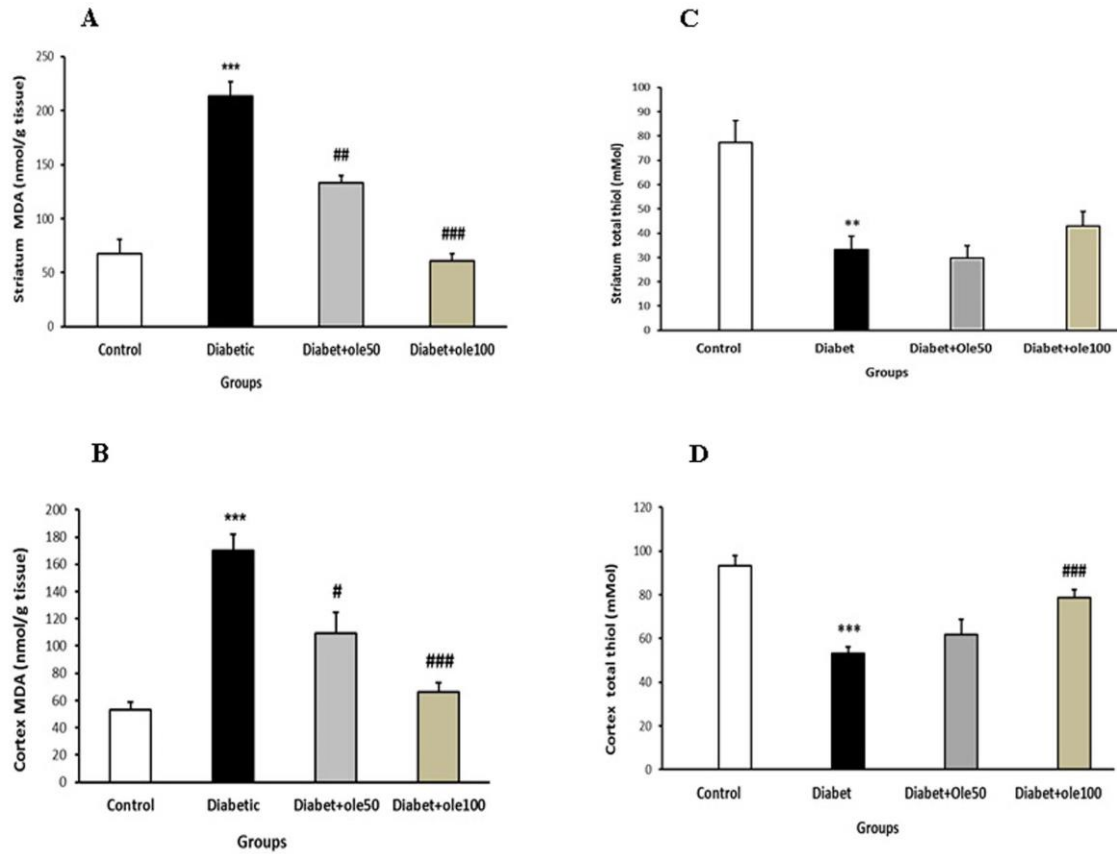 A
Striatum MDA (nmol/g tissue)
250
200
150
100
50
0
***
##
###
Control Diabetic Diabet+ole50 Diabet+ole100
Groups
C
Striatum total thiol (mMol)
100
90
80
70
60
50
40
30
20
10
0
**
Control Diabet Diabet+Ole50 Diabet+ole100
Groups
B
Cortex MDA (nmol/g tissue)
200
180
160
140
120
100
80
60
40
20
0
***
#
###
Control Diabetic Diabet+ole50 Diabet+ole100
Groups
D
Cortex total thiol (mMol)
120
100
80
60
40
20
0
***
###
Control Diabet Diabet+Ole50 Diabet+ole100
Groups